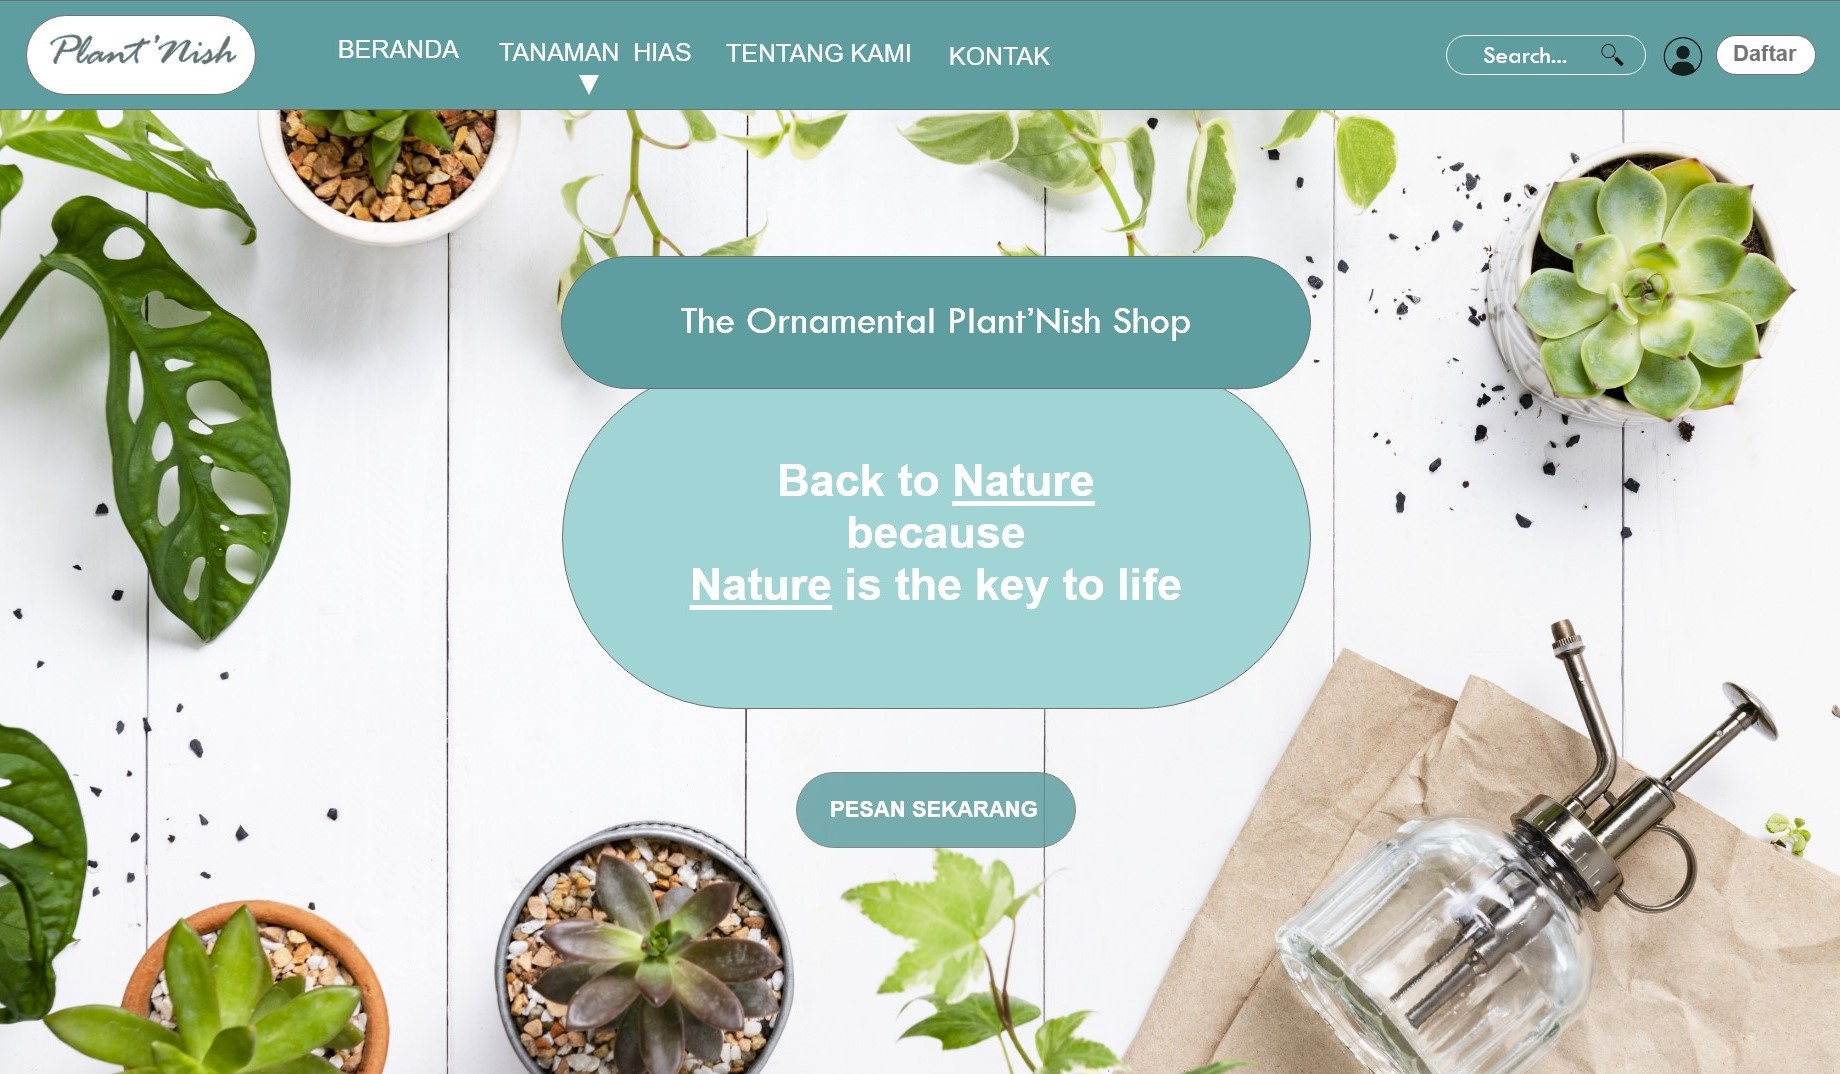 Plant'Nish
BERANDA
TANAMAN HIAS
TENTANG KAMI
KONTAK
Search...
Daftar
The Ornamental Plant'Nish Shop
Back to Nature
because
Nature is the key to life
PESAN SEKARANG